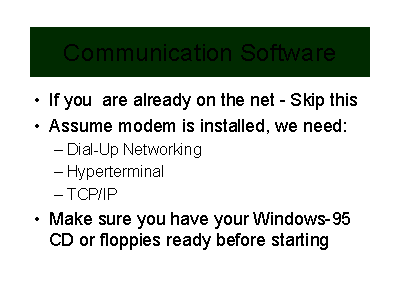 Communication Software
• If you  are already on the net - Skip this
• Assume modem is installed, we need:
– Dial-Up Networking
– Hyperterminal
– TCP/IP
• Make sure you have your Windows-95
CD or floppies ready before starting